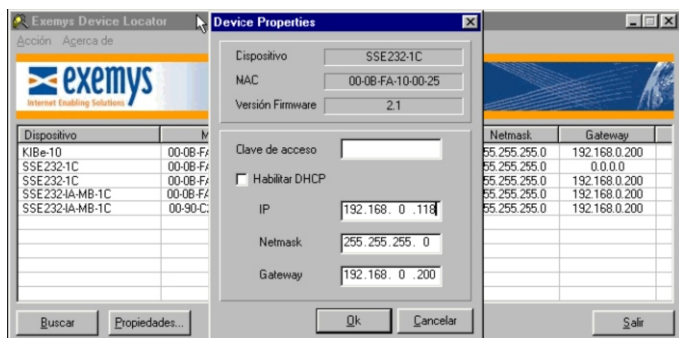 Exemys Device Locator
Acción Acerca de
exemys
Internet Enabling Solutions
Dispositivo Netmask Gateway
KIBe-10 00-0B-FA 55.255.255.0 192.168.0.200
SSE232-1C 00-0B-FA 55.255.255.0 0.0.0.0
SSE232-1C 00-0B-FA 55.255.255.0 192.168.0.200
SSE232-IA-MB-1C 00-0B-FA 55.255.255.0 192.168.0.200
SSE232-IA-MB-1C 00-90-C 55.255.255.0 192.168.0.200
Buscar Propiedades... Salir
Device Properties
Dispositivo SSE232-1C
NAC 00-0B-FA-10-00-25
Versión Firmware 2.1
Clave de acceso
Habilitar DHCP
IP 192.168. 0 .118
Netmask 255.255.255. 0
Gateway 192.168. 0 .200
Ok Cancelar